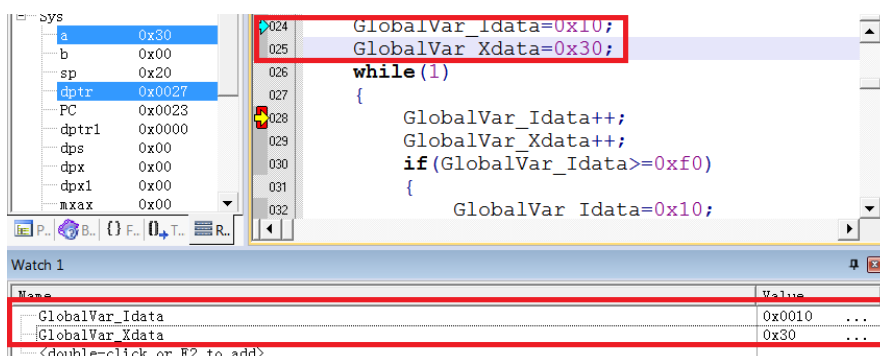 Sys
a 0x30
b 0x00
sp 0x20
dptr 0x0027
PC 0x0023
dptr1 0x0000
dps 0x00
dpx 0x00
dpx1 0x00
mxax 0x00
P.. B.. {} F.. T.. R..
024 GlobalVar_Idata=0x10;
025 GlobalVar_Xdata=0x30;
026 while(1)
027 {
028 GlobalVar_Idata++;
029 GlobalVar_Xdata++;
030 if(GlobalVar_Idata>=0xf0)
031 {
032 GlobalVar_Idata=0x10;
Watch 1
Name Value
GlobalVar_Idata 0x0010 ...
GlobalVar_Xdata 0x30 ...
<double-click or F2 to add>